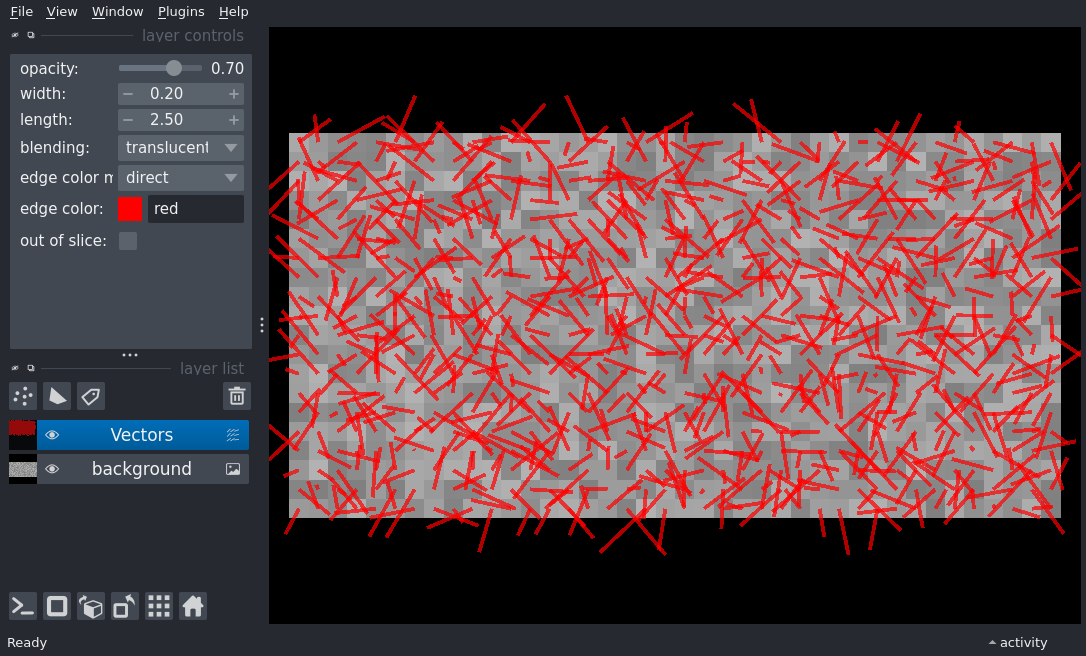 File View Window Plugins Help
layer controls
opacity: 0.70
width: − 0.20 +
length: − 2.50 +
blending: translucent
edge color m direct
edge color: red
out of slice:
layer list
Vectors
background
Ready
activity